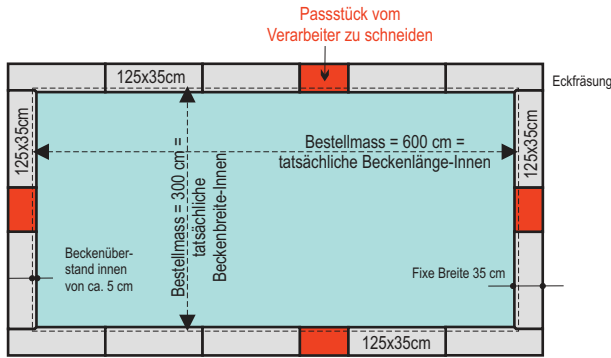 Passstück vom
Verarbeiter zu schneiden
125x35cm
Eckfräsung
125x35cm
125x35cm
Bestellmass = 600 cm =
tatsächliche Beckenlänge-Innen
Bestellmass = 300 cm =
tatsächliche
Beckenbreite-Innen
Beckenüber-
stand innen
von ca. 5 cm
Fixe Breite 35 cm
125x35cm